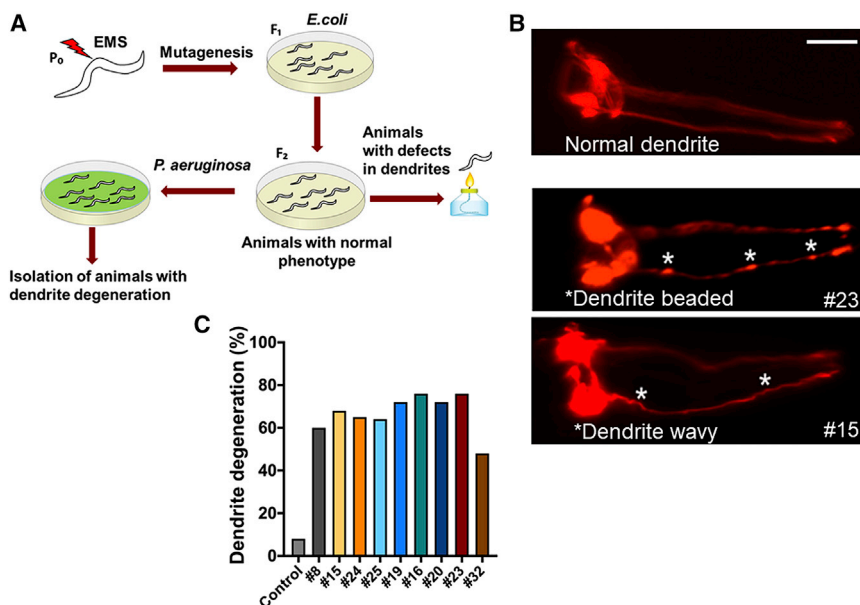 A
EMS
P₀
Mutagenesis
F₁
E.coli
P. aeruginosa
F₂
Animals
with defects
in dendrites
Animals with normal
phenotype
Isolation of animals with
dendrite degeneration
B
Normal dendrite
*
*
*
*Dendrite beaded
#23
*
*
*Dendrite wavy
#15
C
Dendrite degeneration (%)
100
80
60
40
20
0
Control
#8
#15
#24
#25
#19
#16
#20
#23
#32